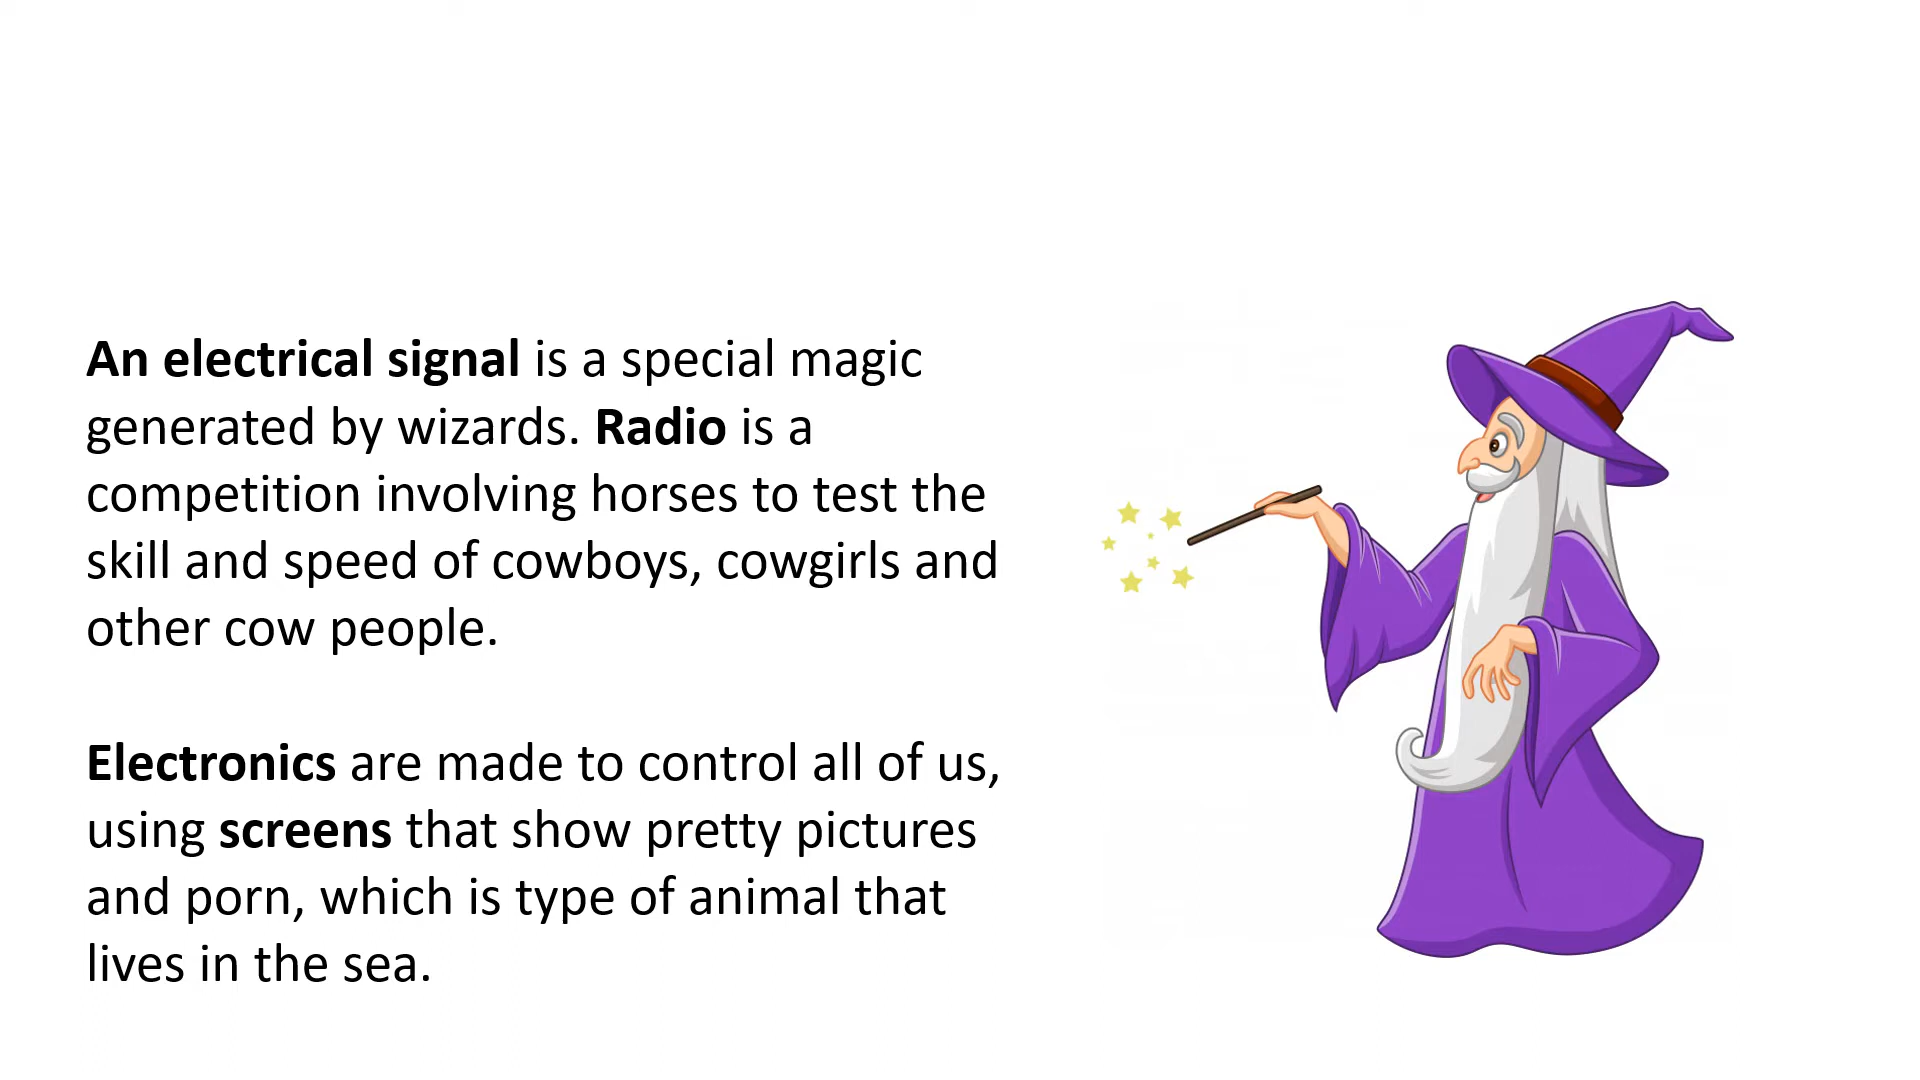 An electrical signal is a special magic
generated by wizards. Radio is a
competition involving horses to test the
skill and speed of cowboys, cowgirls and
other cow people.
Electronics are made to control all of us,
using screens that show pretty pictures
and porn, which is type of animal that
lives in the sea.